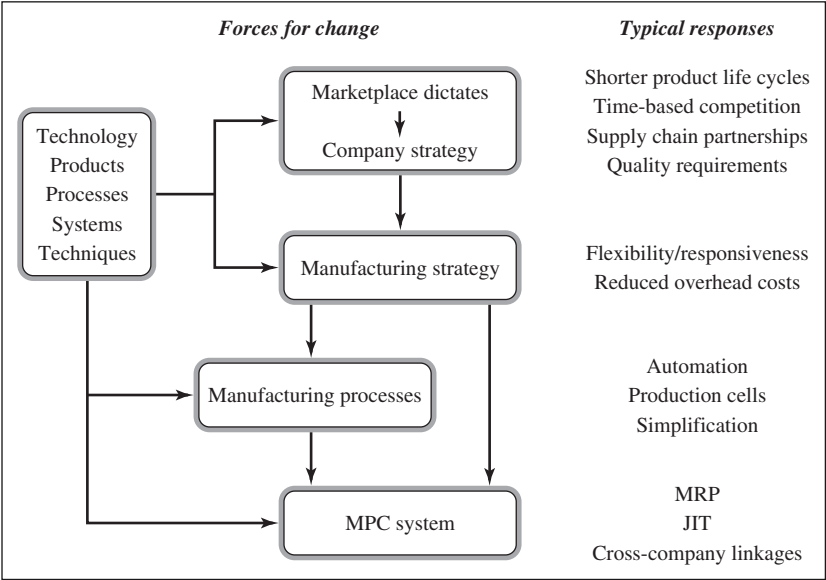 Forces for change
Typical responses
Technology
Products
Processes
Systems
Techniques
Marketplace dictates
Company strategy
Shorter product life cycles
Time-based competition
Supply chain partnerships
Quality requirements
Manufacturing strategy
Flexibility/responsiveness
Reduced overhead costs
Manufacturing processes
Automation
Production cells
Simplification
MPC system
MRP
JIT
Cross-company linkages